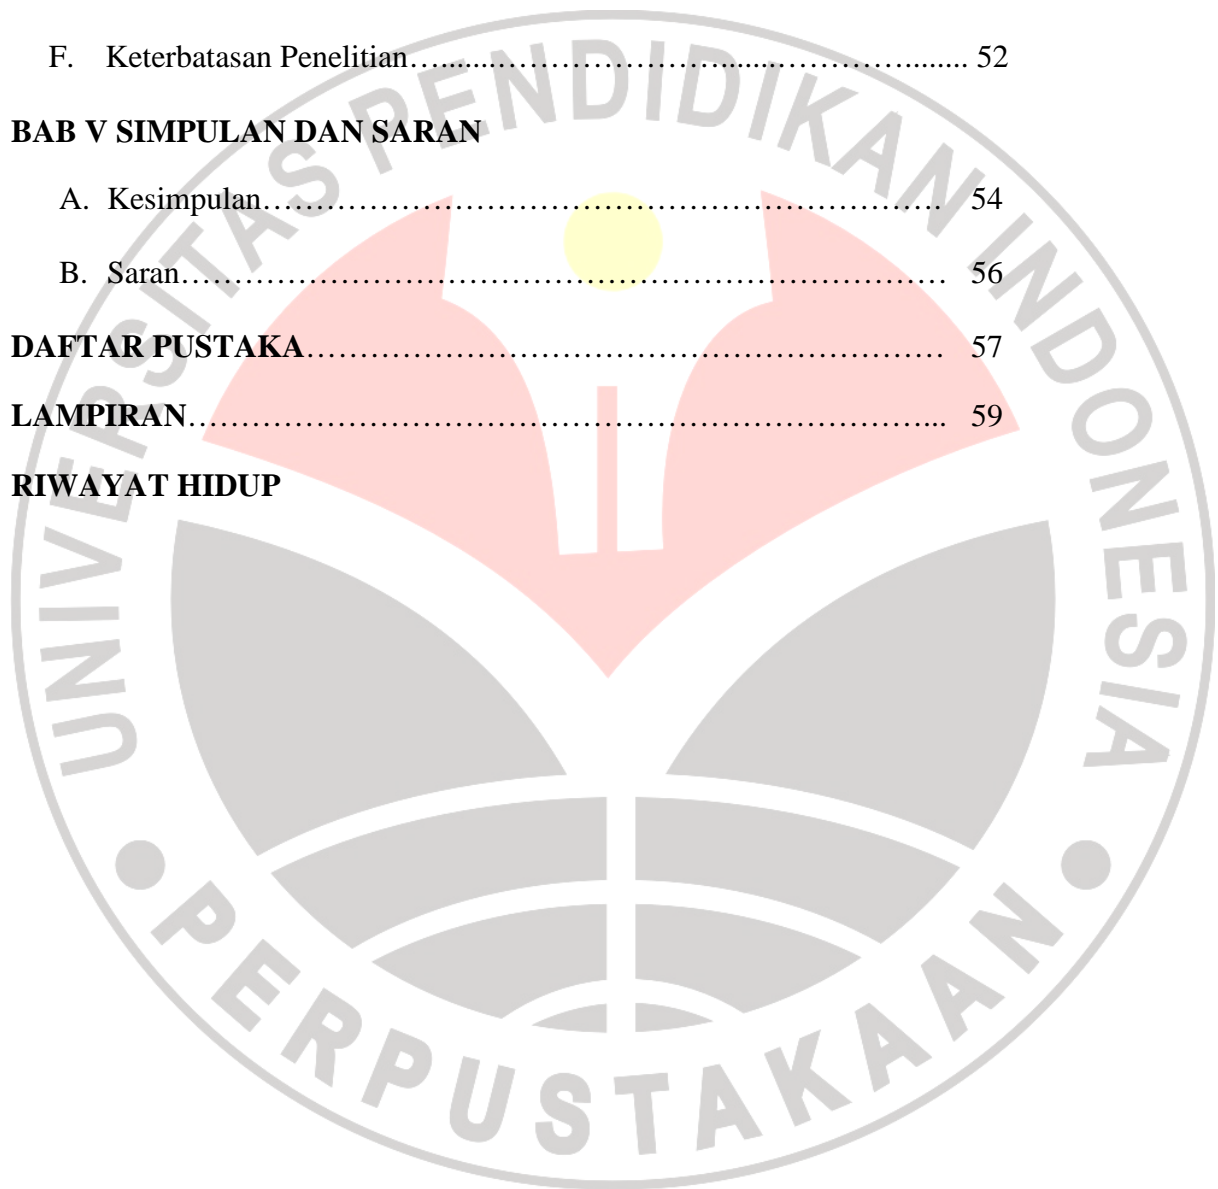 F. Keterbatasan Penelitian…......………………….......…………........ 52
BAB V SIMPULAN DAN SARAN
A. Kesimpulan………………………………………………………… 54
B. Saran……………………………………………………………… 56
DAFTAR PUSTAKA…………………………………………………… 57
LAMPIRAN……………………………………………………………... 59
RIWAYAT HIDUP
UNIVERSITAS PENDIDIKAN INDONESIA
PERPUSTAKAAN